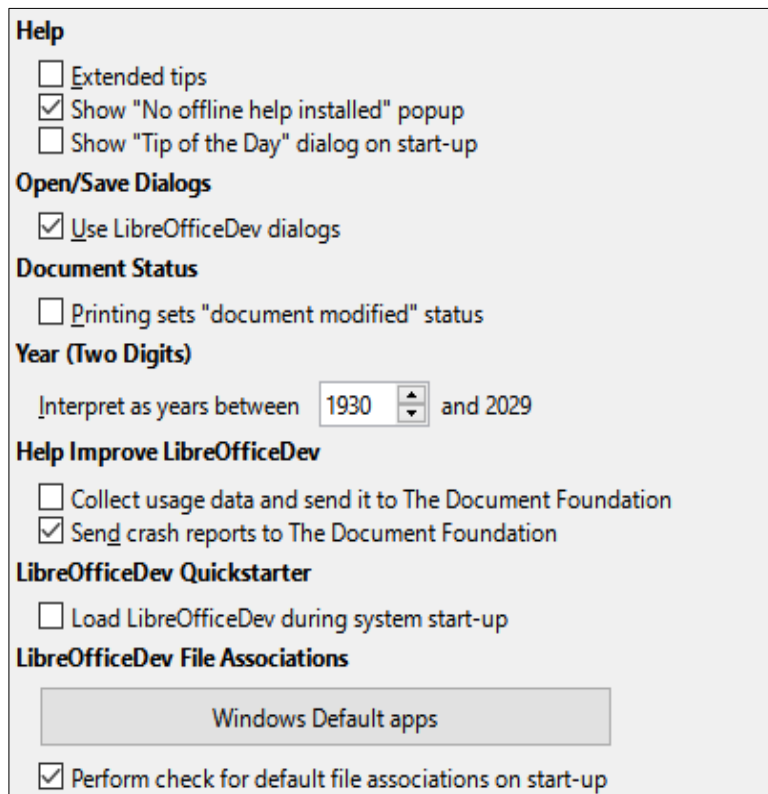 Help
Extended tips
Show "No offline help installed" popup
Show "Tip of the Day" dialog on start-up
Open/Save Dialogs
Use LibreOfficeDev dialogs
Document Status
Printing sets "document modified" status
Year (Two Digits)
Interpret as years between 1930 and 2029
Help Improve LibreOfficeDev
Collect usage data and send it to The Document Foundation
Send crash reports to The Document Foundation
LibreOfficeDev Quickstarter
Load LibreOfficeDev during system start-up
LibreOfficeDev File Associations
Windows Default apps
Perform check for default file associations on start-up